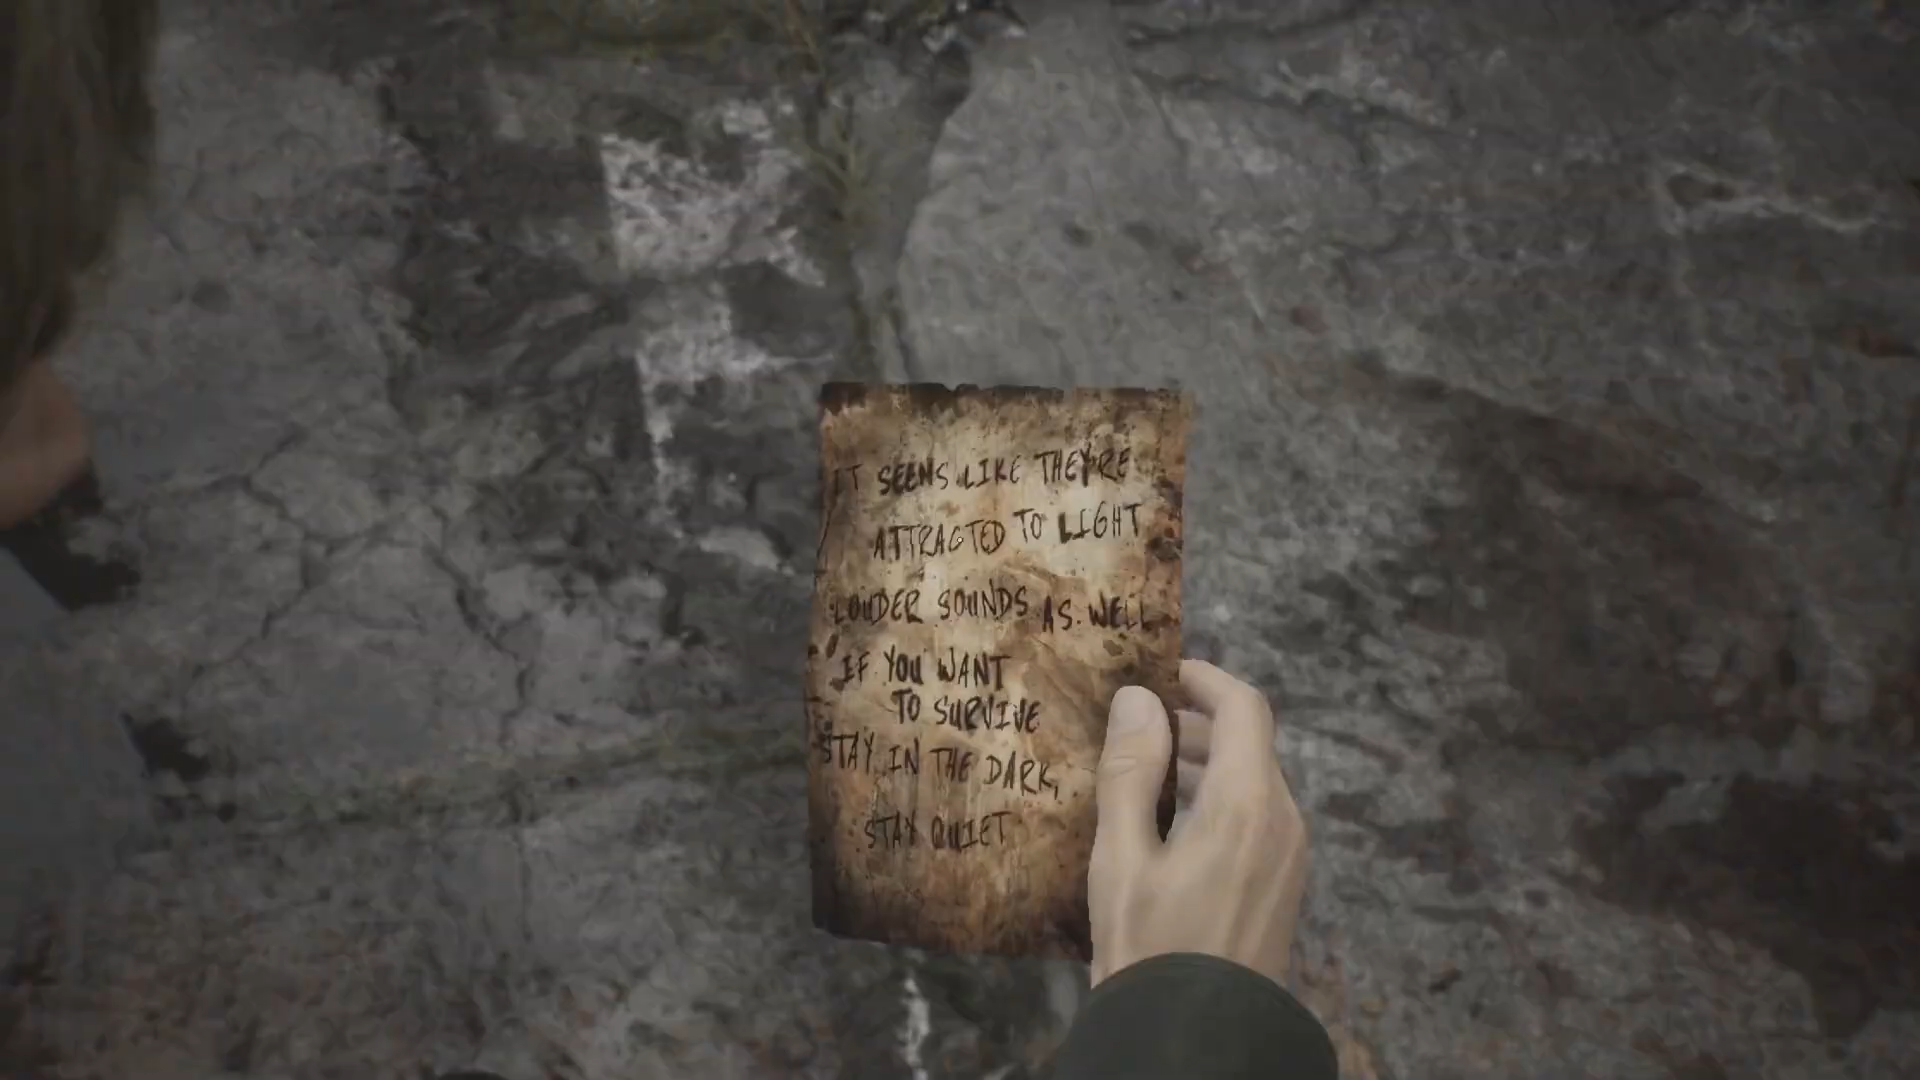 IT SEENS LIKE THEY'RE
ATTRACTED TO LIGHT
LOUDER SOUNDS AS WELL
IF YOU WANT
TO SURVIVE
STAY IN THE DARK,
STAY QUIET